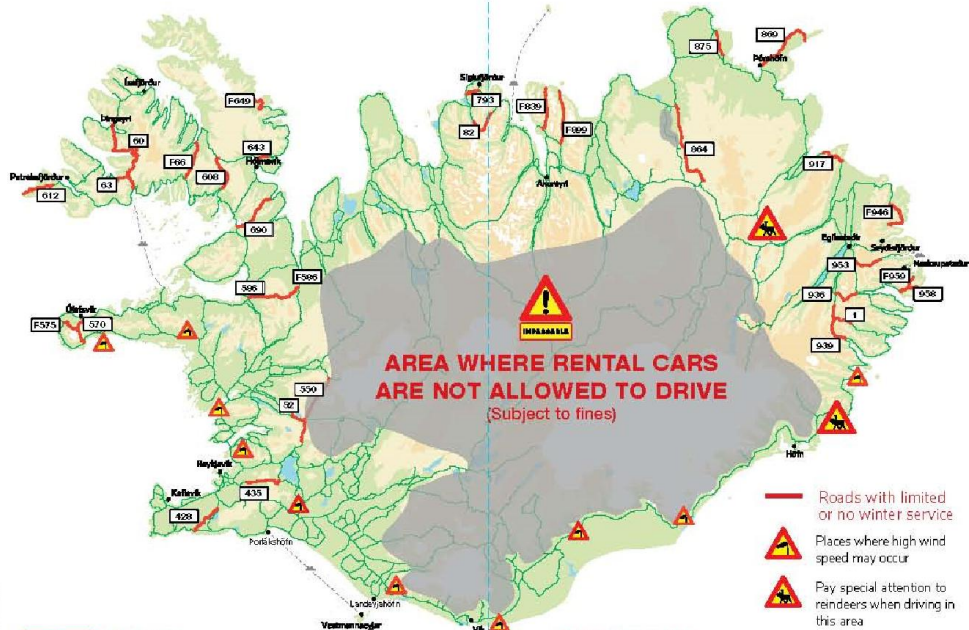 869
875
Þórshöfn
Siglufjörður
793
Ísafjörður
F649
F839
82
F899
Þingeyri
60
643
864
F66
Hólmavík
917
Patreksfjörður
63
608
Akureyri
612
F946
690
Egilsstaðir
Seyðisfjörður
953
Neskaupstaður
F586
F959
586
936
958
IMPASSABLE
Ólafsvík
1
F575
570
939
AREA WHERE RENTAL CARS
ARE NOT ALLOWED TO DRIVE
(Subject to fines)
550
52
Höfn
Reykjavík
Keflavík
435
428
Roads with limited
or no winter service
Þorlákshöfn
Places where high wind
speed may occur
Landeyjahöfn
Pay special attention to
reindeers when driving in
this area
Vestmannaeyjar
Vík